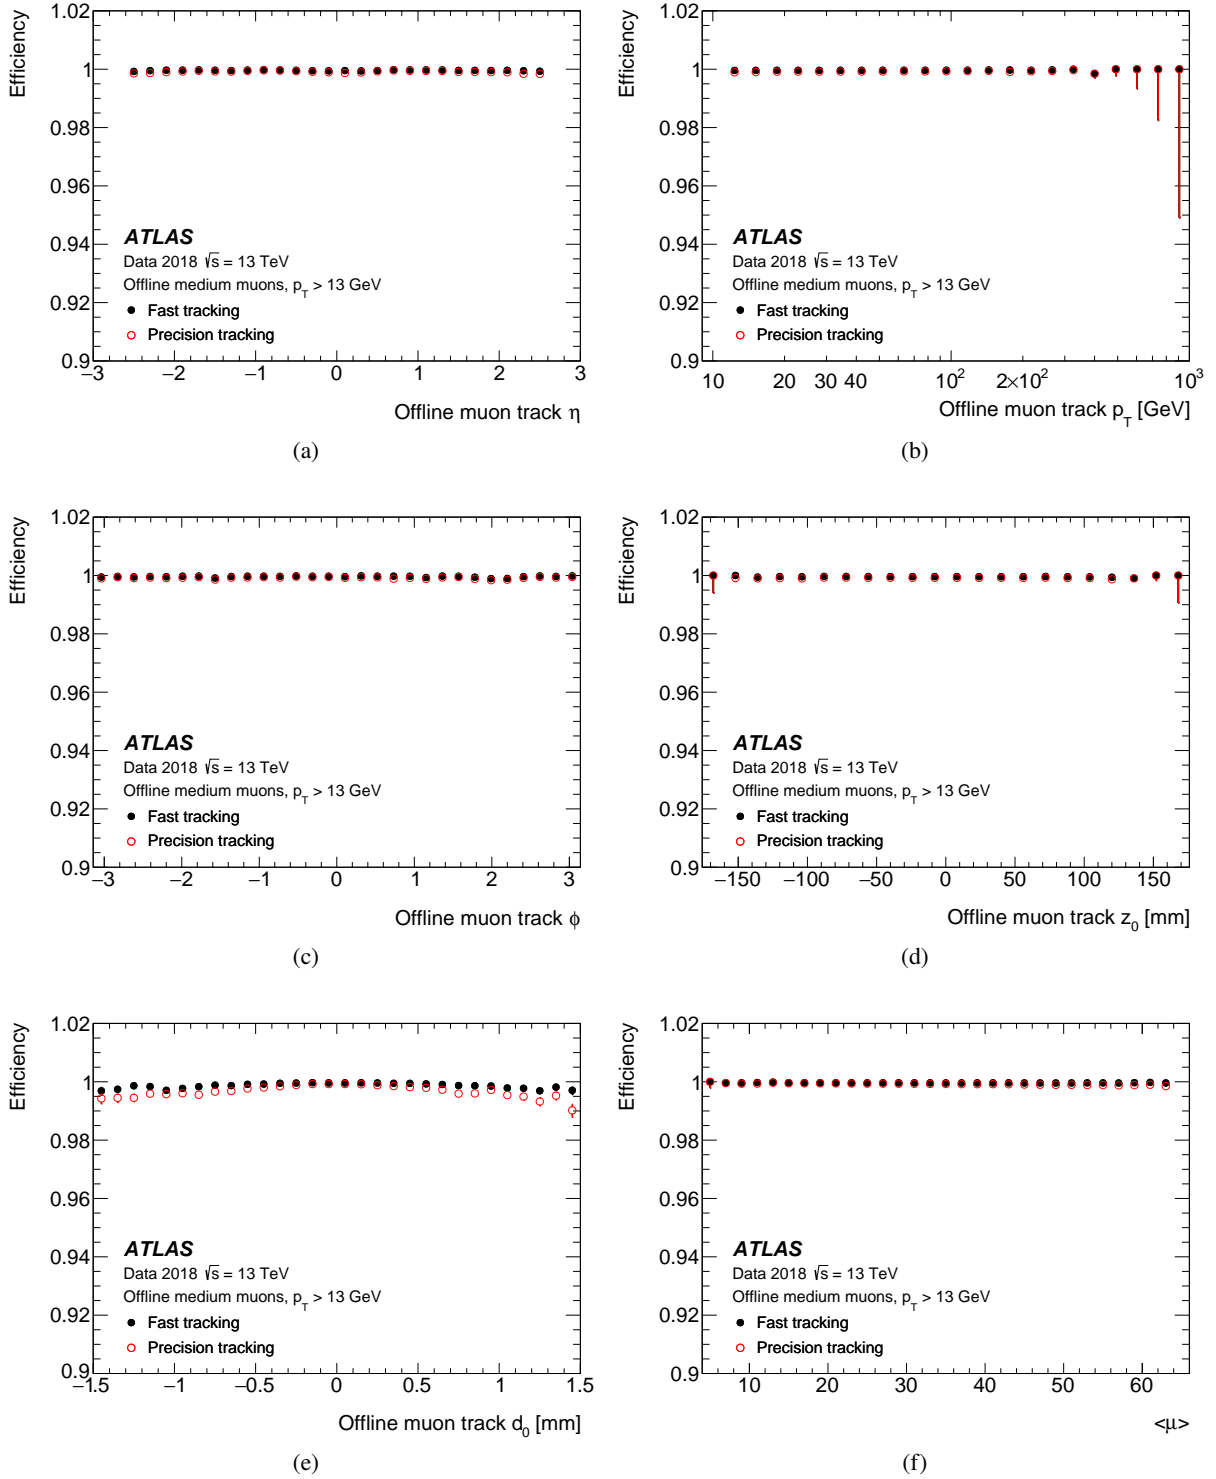 Efficiency
1.02
1
0.98
0.96
0.94
0.92
0.9
ATLAS
Data 2018 √s = 13 TeV
Offline medium muons, p_T > 13 GeV
Fast tracking
Precision tracking
−3 −2 −1 0 1 2 3
Offline muon track η
(a)
Efficiency
1.02
1
0.98
0.96
0.94
0.92
0.9
ATLAS
Data 2018 √s = 13 TeV
Offline medium muons, p_T > 13 GeV
Fast tracking
Precision tracking
10 20 30 40 10² 2×10² 10³
Offline muon track p_T [GeV]
(b)
Efficiency
1.02
1
0.98
0.96
0.94
0.92
0.9
ATLAS
Data 2018 √s = 13 TeV
Offline medium muons, p_T > 13 GeV
Fast tracking
Precision tracking
−3 −2 −1 0 1 2 3
Offline muon track ϕ
(c)
Efficiency
1.02
1
0.98
0.96
0.94
0.92
0.9
ATLAS
Data 2018 √s = 13 TeV
Offline medium muons, p_T > 13 GeV
Fast tracking
Precision tracking
−150 −100 −50 0 50 100 150
Offline muon track z_0 [mm]
(d)
Efficiency
1.02
1
0.98
0.96
0.94
0.92
0.9
ATLAS
Data 2018 √s = 13 TeV
Offline medium muons, p_T > 13 GeV
Fast tracking
Precision tracking
−1.5 −1 −0.5 0 0.5 1 1.5
Offline muon track d_0 [mm]
(e)
Efficiency
1.02
1
0.98
0.96
0.94
0.92
0.9
ATLAS
Data 2018 √s = 13 TeV
Offline medium muons, p_T > 13 GeV
Fast tracking
Precision tracking
10 20 30 40 50 60
<μ>
(f)